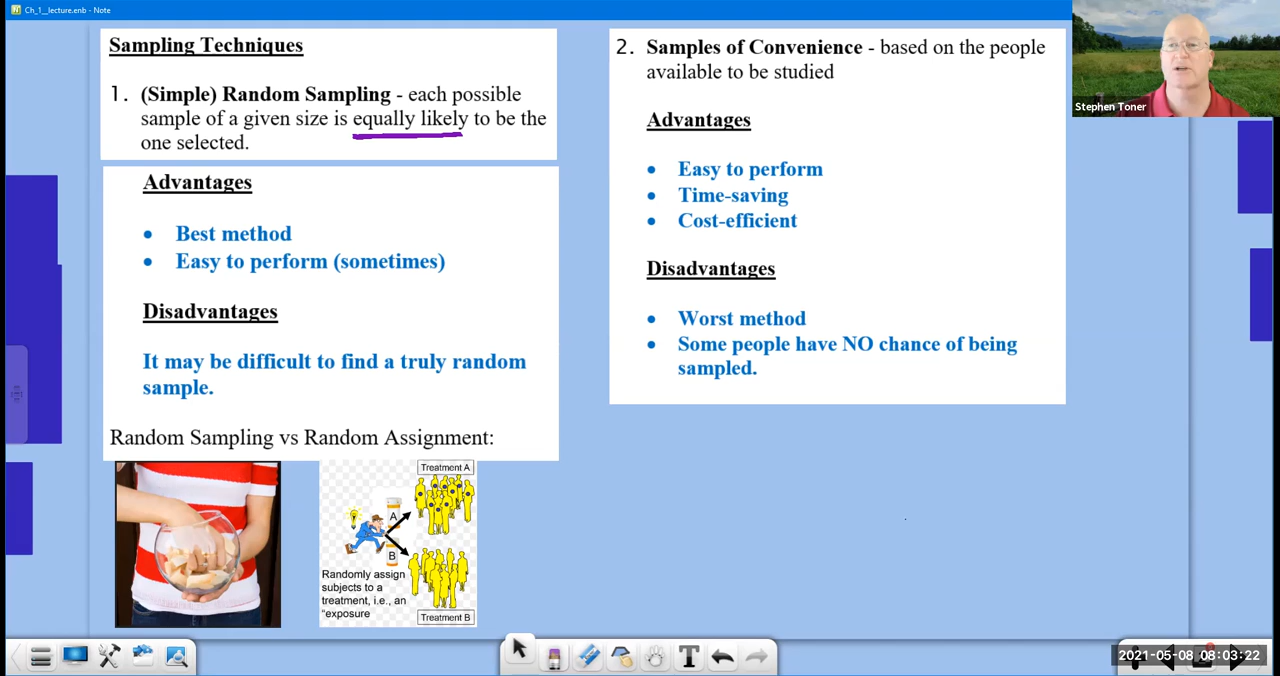 Ch_1__lecture.enb - Note
Sampling Techniques
1. (Simple) Random Sampling - each possible
sample of a given size is equally likely to be the
one selected.
Advantages
• Best method
• Easy to perform (sometimes)
Disadvantages
It may be difficult to find a truly random
sample.
Random Sampling vs Random Assignment:
Treatment A
A
B
Randomly assign
subjects to a
treatment, i.e., an
"exposure
Treatment B
2. Samples of Convenience - based on the people
available to be studied
Advantages
• Easy to perform
• Time-saving
• Cost-efficient
Disadvantages
• Worst method
• Some people have NO chance of being
sampled.
Stephen Toner
T
2021-05-08 08:03:22